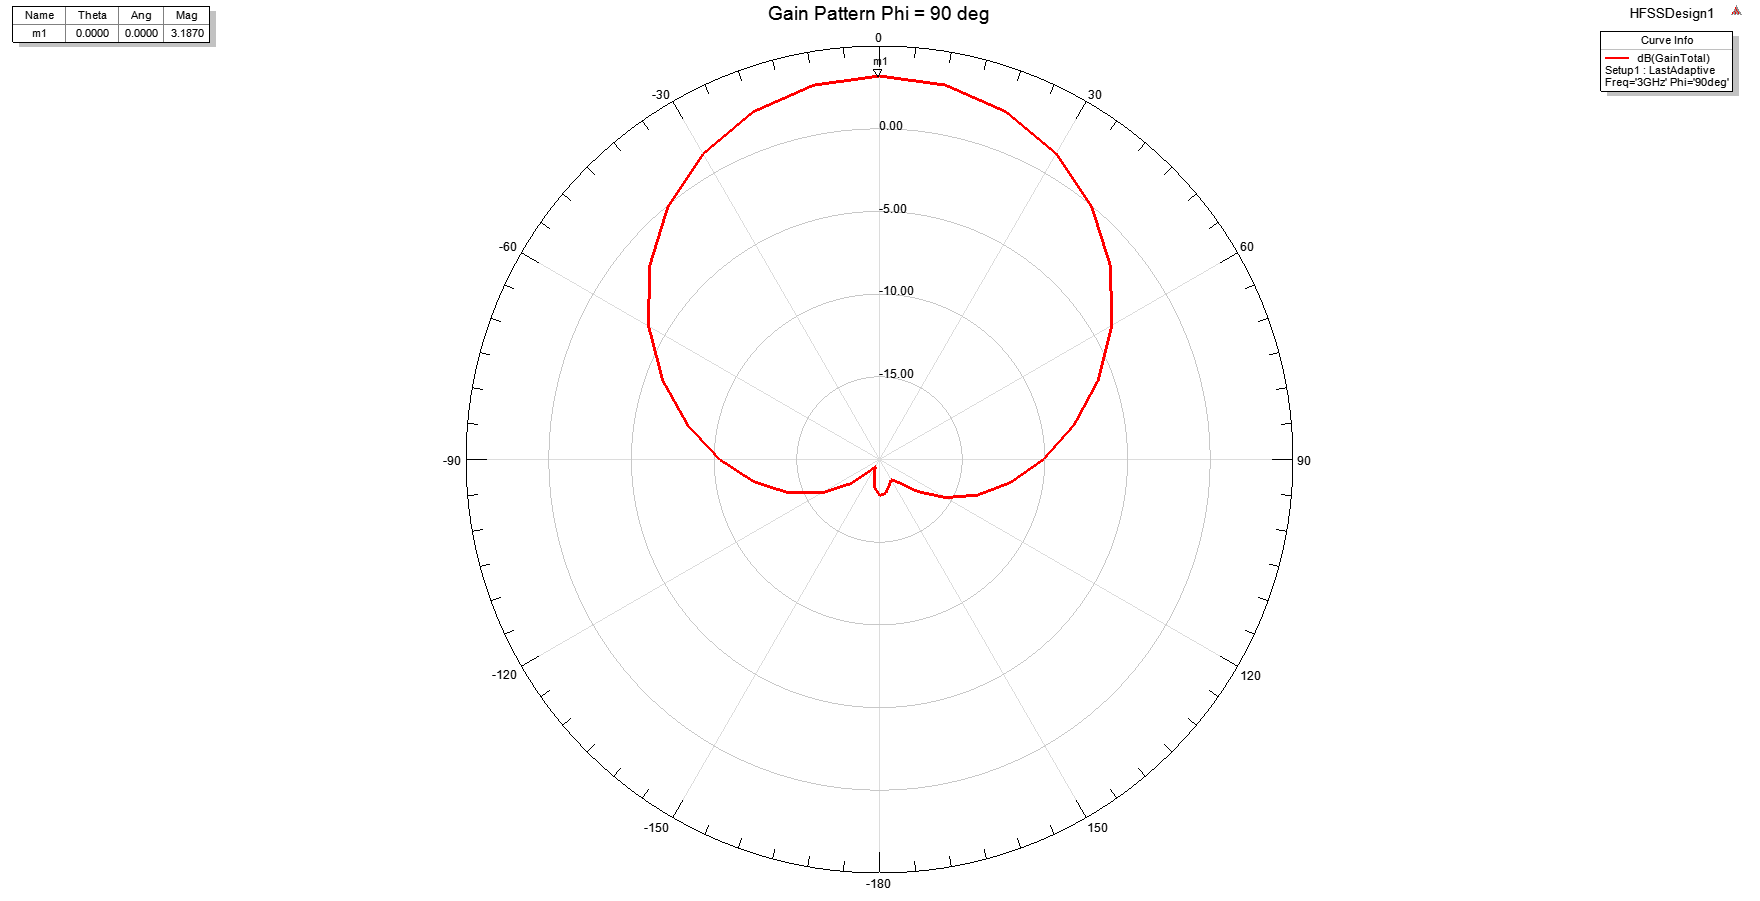 Gain Pattern Phi = 90 deg
HFSSDesign1
Name Theta Ang Mag
m1 0.0000 0.0000 3.1870
Curve Info
dB(GainTotal)
Setup1 : LastAdaptive
Freq='3GHz' Phi='90deg'
0
m1
-30
30
0.00
-5.00
-60
60
-10.00
-15.00
-90
90
-120
120
-150
150
-180